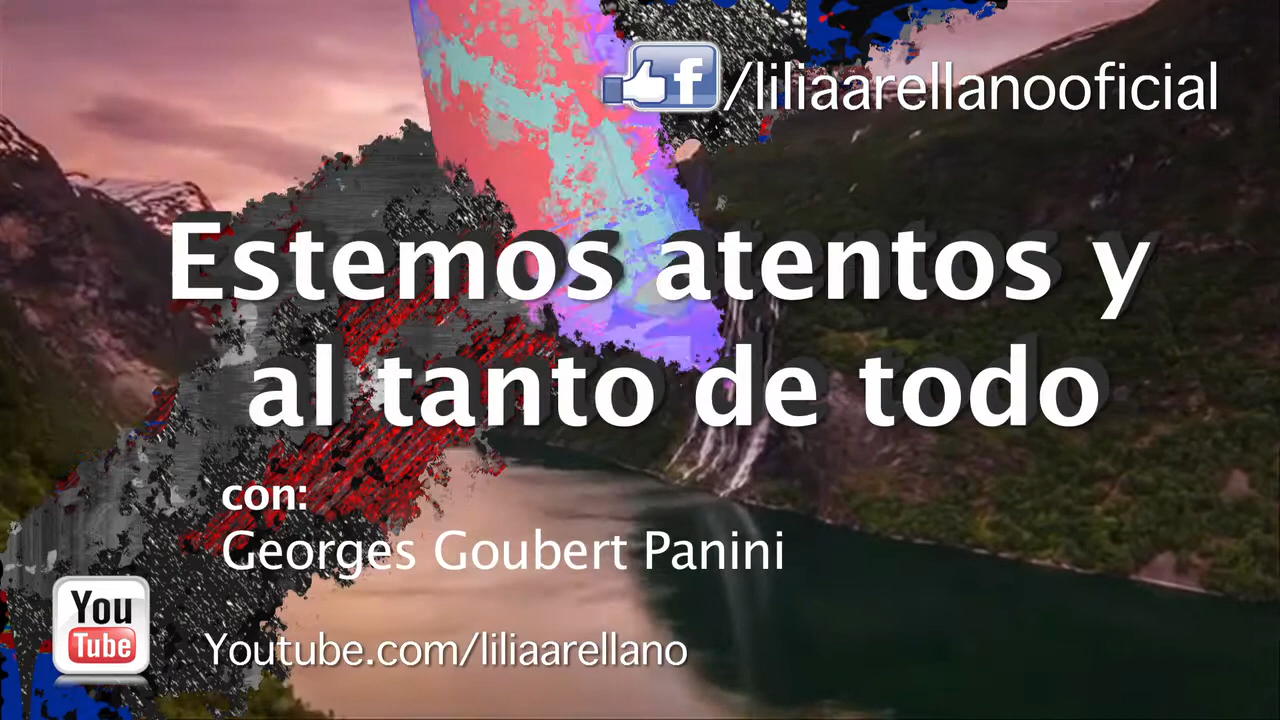 /liliaarellanooficial
Estemos atentos y
al tanto de todo
con:
Georges Goubert Panini
You
Tube
Youtube.com/liliaarellano